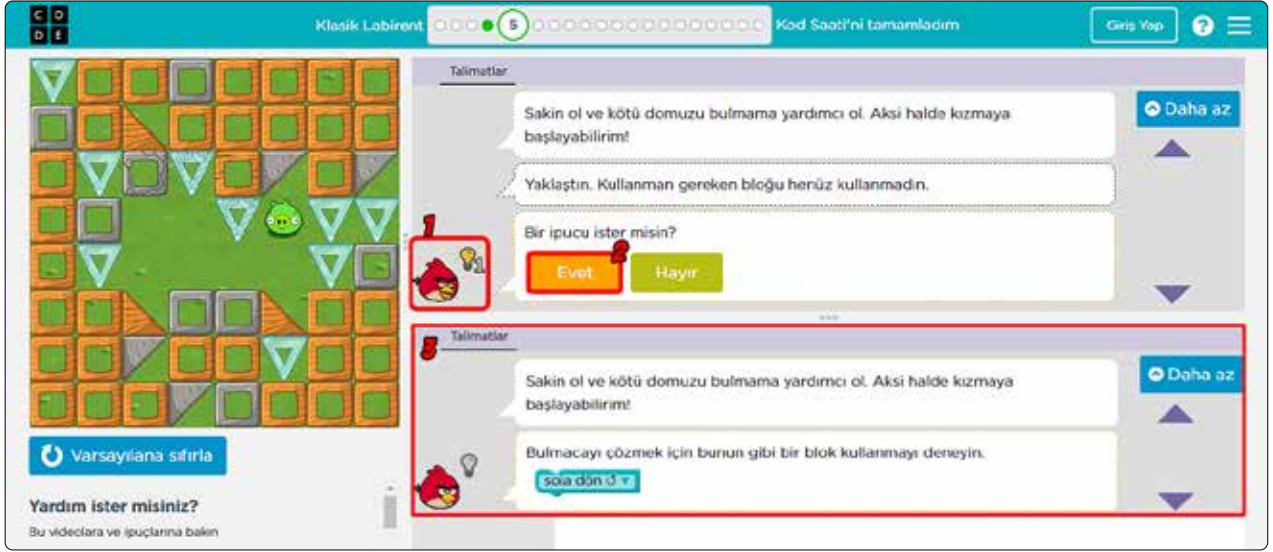 C O
D E
Klasik Labirent
5
Kod Saati'ni tamamladım
Giriş Yap
?
Talimatlar
Sakin ol ve kötü domuzu bulmama yardımcı ol. Aksi halde kızmaya
başlayabilirim!
Daha az
Yaklaştın. Kullanman gereken bloğu henüz kullanmadın.
1
Bir ipucu ister misin?
2
1
Evet
Hayır
3
Talimatlar
Sakin ol ve kötü domuzu bulmama yardımcı ol. Aksi halde kızmaya
başlayabilirim!
Daha az
Bulmacayı çözmek için bunun gibi bir blok kullanmayı deneyin.
sola dön ↺ ▾
Varsayılana sıfırla
Yardım ister misiniz?
Bu videolara ve ipuçlarına bakın